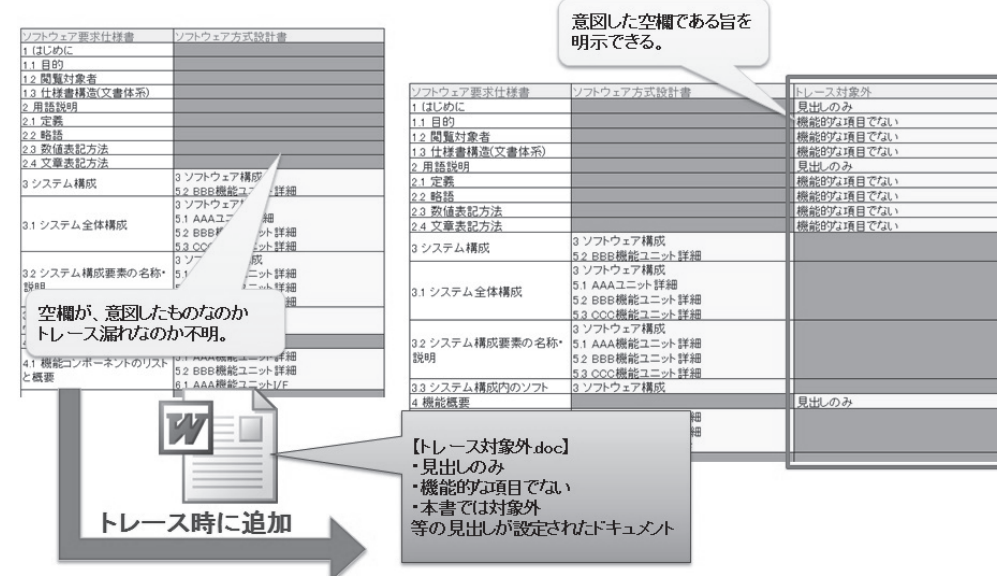 意図した空欄である旨を
明示できる。
ソフトウェア要求仕様書 ソフトウェア方式設計書
1 はじめに
1.1 目的
1.2 閲覧対象者
1.3 仕様書構造(文書体系)
2 用語説明
2.1 定義
2.2 略語
2.3 数値表記方法
2.4 文章表記方法
3 システム構成
3 ソフトウェア構成
5.2 BBB機能ユニット詳細
3.1 システム全体構成
5.2 BBB
3.2 システム構成要素の名称・
空欄が、意図したものなのか
トレース漏れなのか不明。
4.1 機能コンポーネントのリスト
と概要
5.1 AAA機能ユニット詳細
5.2 BBB機能ユニット詳細
6.1 AAA機能ユニットI/F
W
トレース時に追加
ソフトウェア要求仕様書 ソフトウェア方式設計書 トレース対象外
1 はじめに 見出しのみ
1.1 目的 機能的な項目でない
1.2 閲覧対象者 機能的な項目でない
1.3 仕様書構造(文書体系) 機能的な項目でない
2 用語説明 見出しのみ
2.1 定義 機能的な項目でない
2.2 略語 機能的な項目でない
2.3 数値表記方法 機能的な項目でない
2.4 文章表記方法 機能的な項目でない
3 システム構成
3 ソフトウェア構成
5.2 BBB機能ユニット詳細
3.1 システム全体構成
3 ソフトウェア構成
5.1 AAAユニット詳細
5.2 BBB機能ユニット詳細
5.3 CCC機能ユニット詳細
3.2 システム構成要素の名称・
説明
3 ソフトウェア構成
5.1 AAA機能ユニット詳細
5.2 BBB機能ユニット詳細
5.3 CCC機能ユニット詳細
3.3 システム構成内のソフト 3 ソフトウェア構成
4 機能概要 見出しのみ
【トレース対象外.doc】
・見出しのみ
・機能的な項目でない
・本書では対象外
等の見出しが設定されたドキュメント